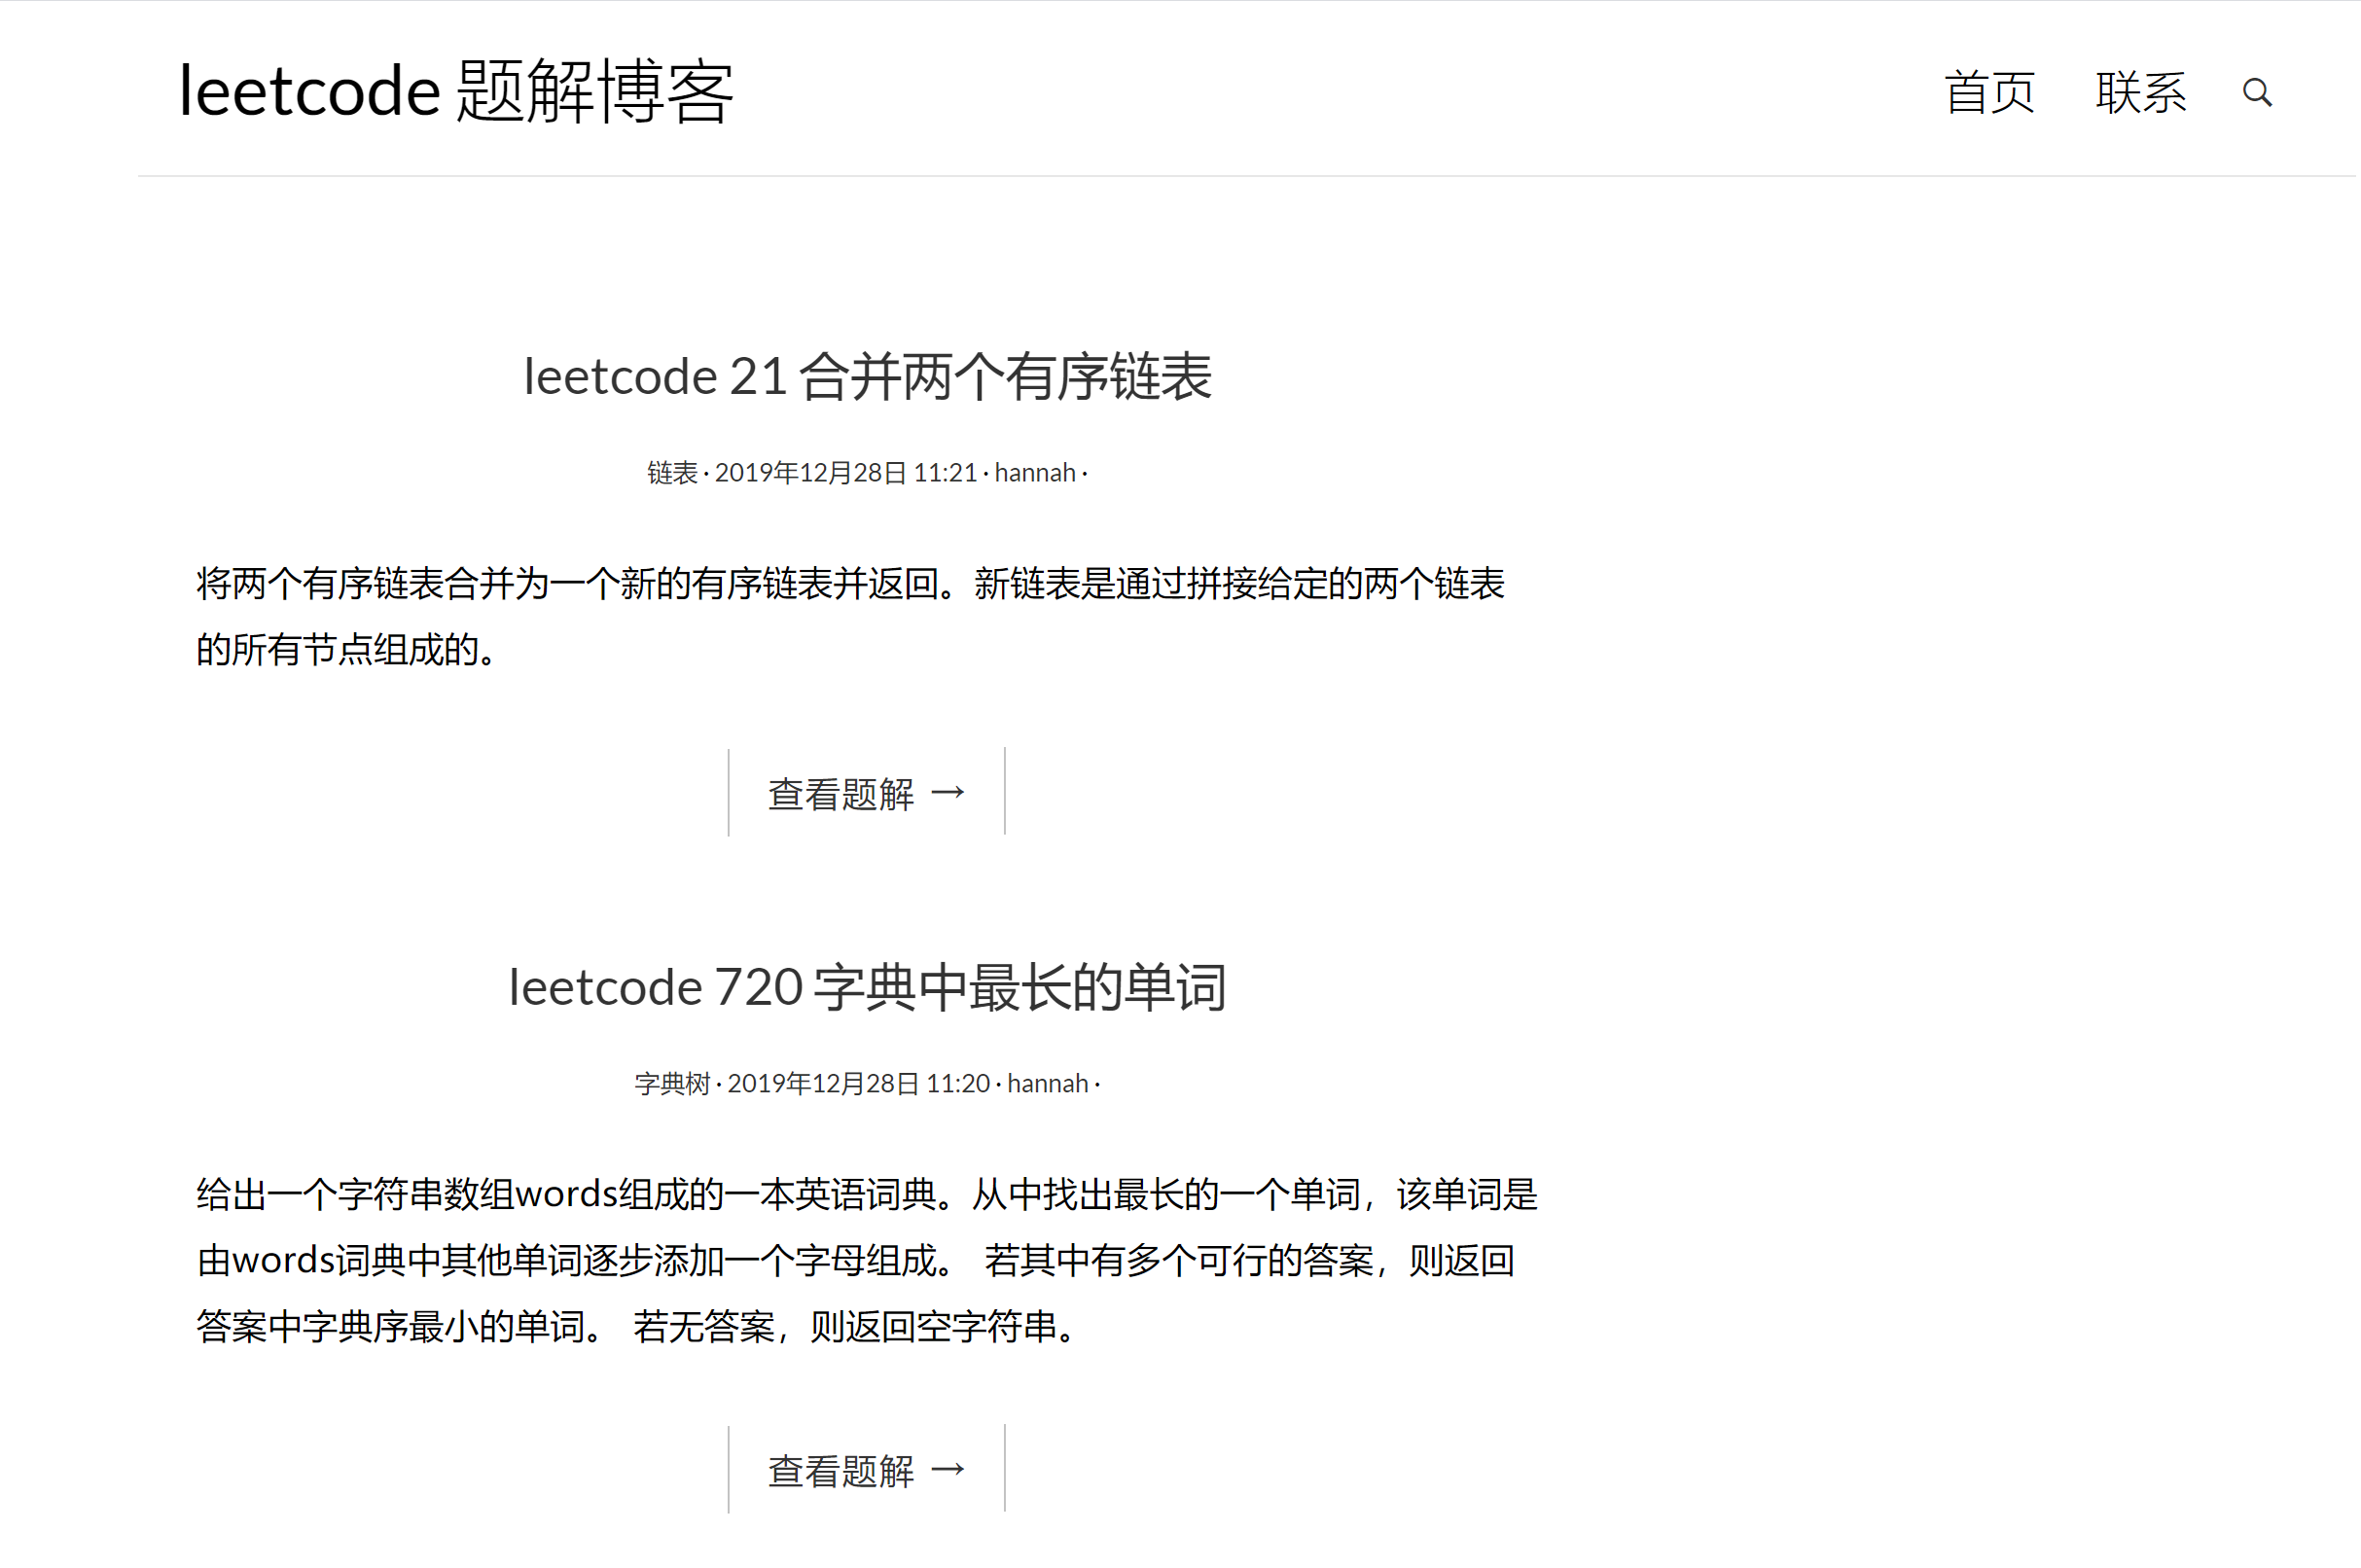 leetcode 题解博客
首页 联系
leetcode 21 合并两个有序链表
链表 · 2019年12月28日 11:21 · hannah ·
将两个有序链表合并为一个新的有序链表并返回。新链表是通过拼接给定的两个链表
的所有节点组成的。
查看题解 →
leetcode 720 字典中最长的单词
字典树 · 2019年12月28日 11:20 · hannah ·
给出一个字符串数组words组成的一本英语词典。从中找出最长的一个单词，该单词是
由words词典中其他单词逐步添加一个字母组成。 若其中有多个可行的答案，则返回
答案中字典序最小的单词。 若无答案，则返回空字符串。
查看题解 →